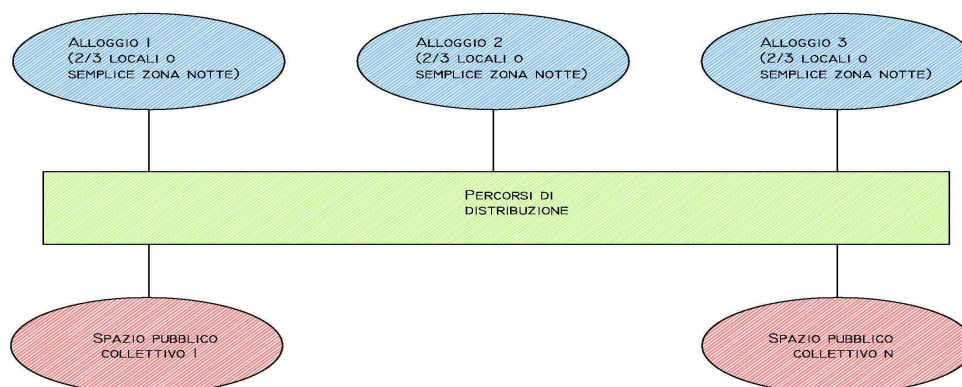 Alloggio 1
(2/3 locali o
semplice zona notte)
Alloggio 2
(2/3 locali o
semplice zona notte)
Alloggio 3
(2/3 locali o
semplice zona notte)
Percorsi di
distribuzione
Spazio pubblico
collettivo 1
Spazio pubblico
collettivo n